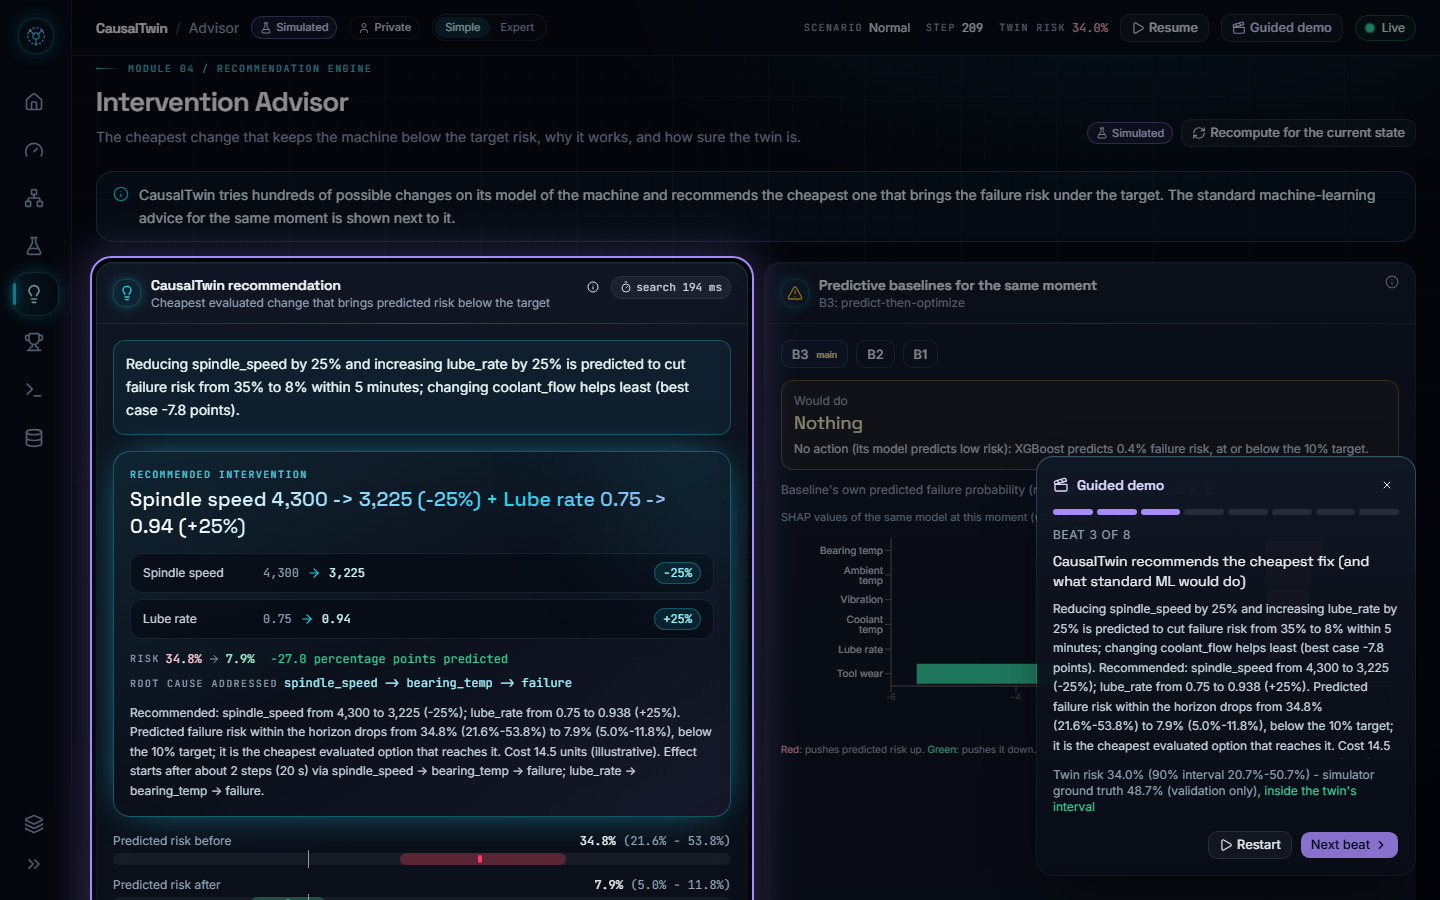 CausalTwin / Advisor Simulated Private Simple Expert SCENARIO Normal STEP 209 TWIN RISK 34.0% Resume Guided demo Live
MODULE 04 / RECOMMENDATION ENGINE
Intervention Advisor
The cheapest change that keeps the machine below the target risk, why it works, and how sure the twin is.
Simulated Recompute for the current state
CausalTwin tries hundreds of possible changes on its model of the machine and recommends the cheapest one that brings the failure risk under the target. The standard machine-learning
advice for the same moment is shown next to it.
CausalTwin recommendation
Cheapest evaluated change that brings predicted risk below the target
search 194 ms
Reducing spindle_speed by 25% and increasing lube_rate by 25% is predicted to cut
failure risk from 35% to 8% within 5 minutes; changing coolant_flow helps least (best
case -7.8 points).
RECOMMENDED INTERVENTION
Spindle speed 4,300 -> 3,225 (-25%) + Lube rate 0.75 ->
0.94 (+25%)
Spindle speed 4,300 → 3,225 -25%
Lube rate 0.75 → 0.94 +25%
RISK 34.8% → 7.9% -27.0 percentage points predicted
ROOT CAUSE ADDRESSED spindle_speed → bearing_temp → failure
Recommended: spindle_speed from 4,300 to 3,225 (-25%); lube_rate from 0.75 to 0.938 (+25%).
Predicted failure risk within the horizon drops from 34.8% (21.6%-53.8%) to 7.9% (5.0%-11.8%), below
the 10% target; it is the cheapest evaluated option that reaches it. Cost 14.5 units (illustrative). Effect
starts after about 2 steps (20 s) via spindle_speed → bearing_temp → failure; lube_rate →
bearing_temp → failure.
Predicted risk before 34.8% (21.6% - 53.8%)
Predicted risk after 7.9% (5.0% - 11.8%)
Predictive baselines for the same moment
B3: predict-then-optimize
B3 main B2 B1
Would do
Nothing
No action (its model predicts low risk): XGBoost predicts 0.4% failure risk, at or below the 10% target.
Baseline's own predicted failure probability
SHAP values of the same model at this moment
Bearing temp
Ambient
temp
Vibration
Coolant
temp
Lube rate
Tool wear
-6 -4
Red: pushes predicted risk up. Green: pushes it down.
Guided demo
BEAT 3 OF 8
CausalTwin recommends the cheapest fix (and
what standard ML would do)
Reducing spindle_speed by 25% and increasing lube_rate by
25% is predicted to cut failure risk from 35% to 8% within 5
minutes; changing coolant_flow helps least (best case -7.8
points). Recommended: spindle_speed from 4,300 to 3,225
(-25%); lube_rate from 0.75 to 0.938 (+25%). Predicted
failure risk within the horizon drops from 34.8%
(21.6%-53.8%) to 7.9% (5.0%-11.8%), below the 10% target;
it is the cheapest evaluated option that reaches it. Cost 14.5
Twin risk 34.0% (90% interval 20.7%-50.7%) - simulator
ground truth 48.7% (validation only), inside the twin's
interval
Restart Next beat